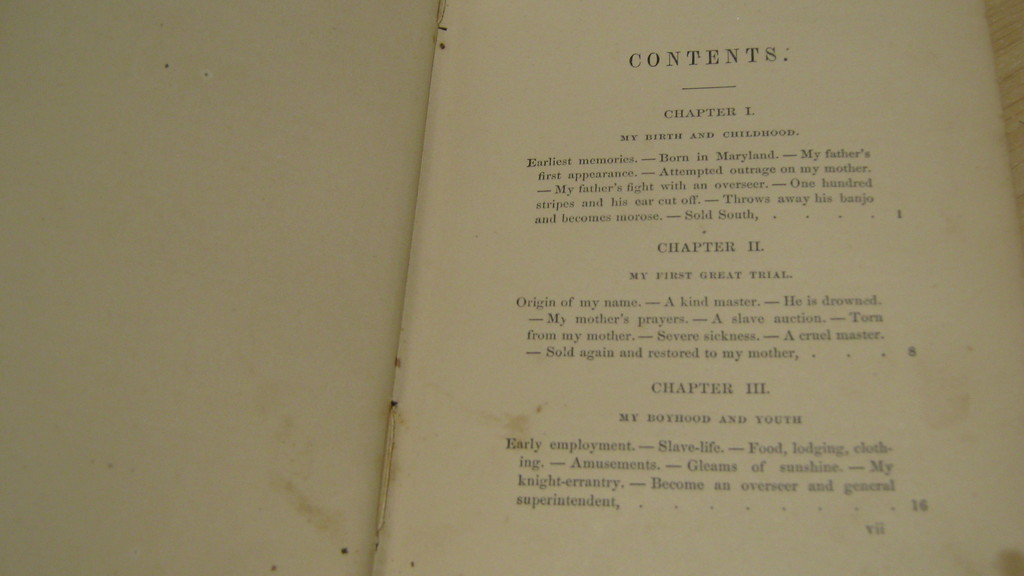 CONTENTS.
CHAPTER I.
MY BIRTH AND CHILDHOOD.
Earliest memories. — Born in Maryland. — My father's
first appearance. — Attempted outrage on my mother.
— My father's fight with an overseer. — One hundred
stripes and his ear cut off. — Throws away his banjo
and becomes morose. — Sold South, . . . . 1
CHAPTER II.
MY FIRST GREAT TRIAL.
Origin of my name. — A kind master. — He is drowned.
— My mother's prayers. — A slave auction. — Torn
from my mother. — Severe sickness. — A cruel master.
— Sold again and restored to my mother, . . . 8
CHAPTER III.
MY BOYHOOD AND YOUTH
Early employment. — Slave-life. — Food, lodging, cloth-
ing. — Amusements. — Gleams of sunshine. — My
knight-errantry. — Become an overseer and general
superintendent, . . . . . . . 16
vii